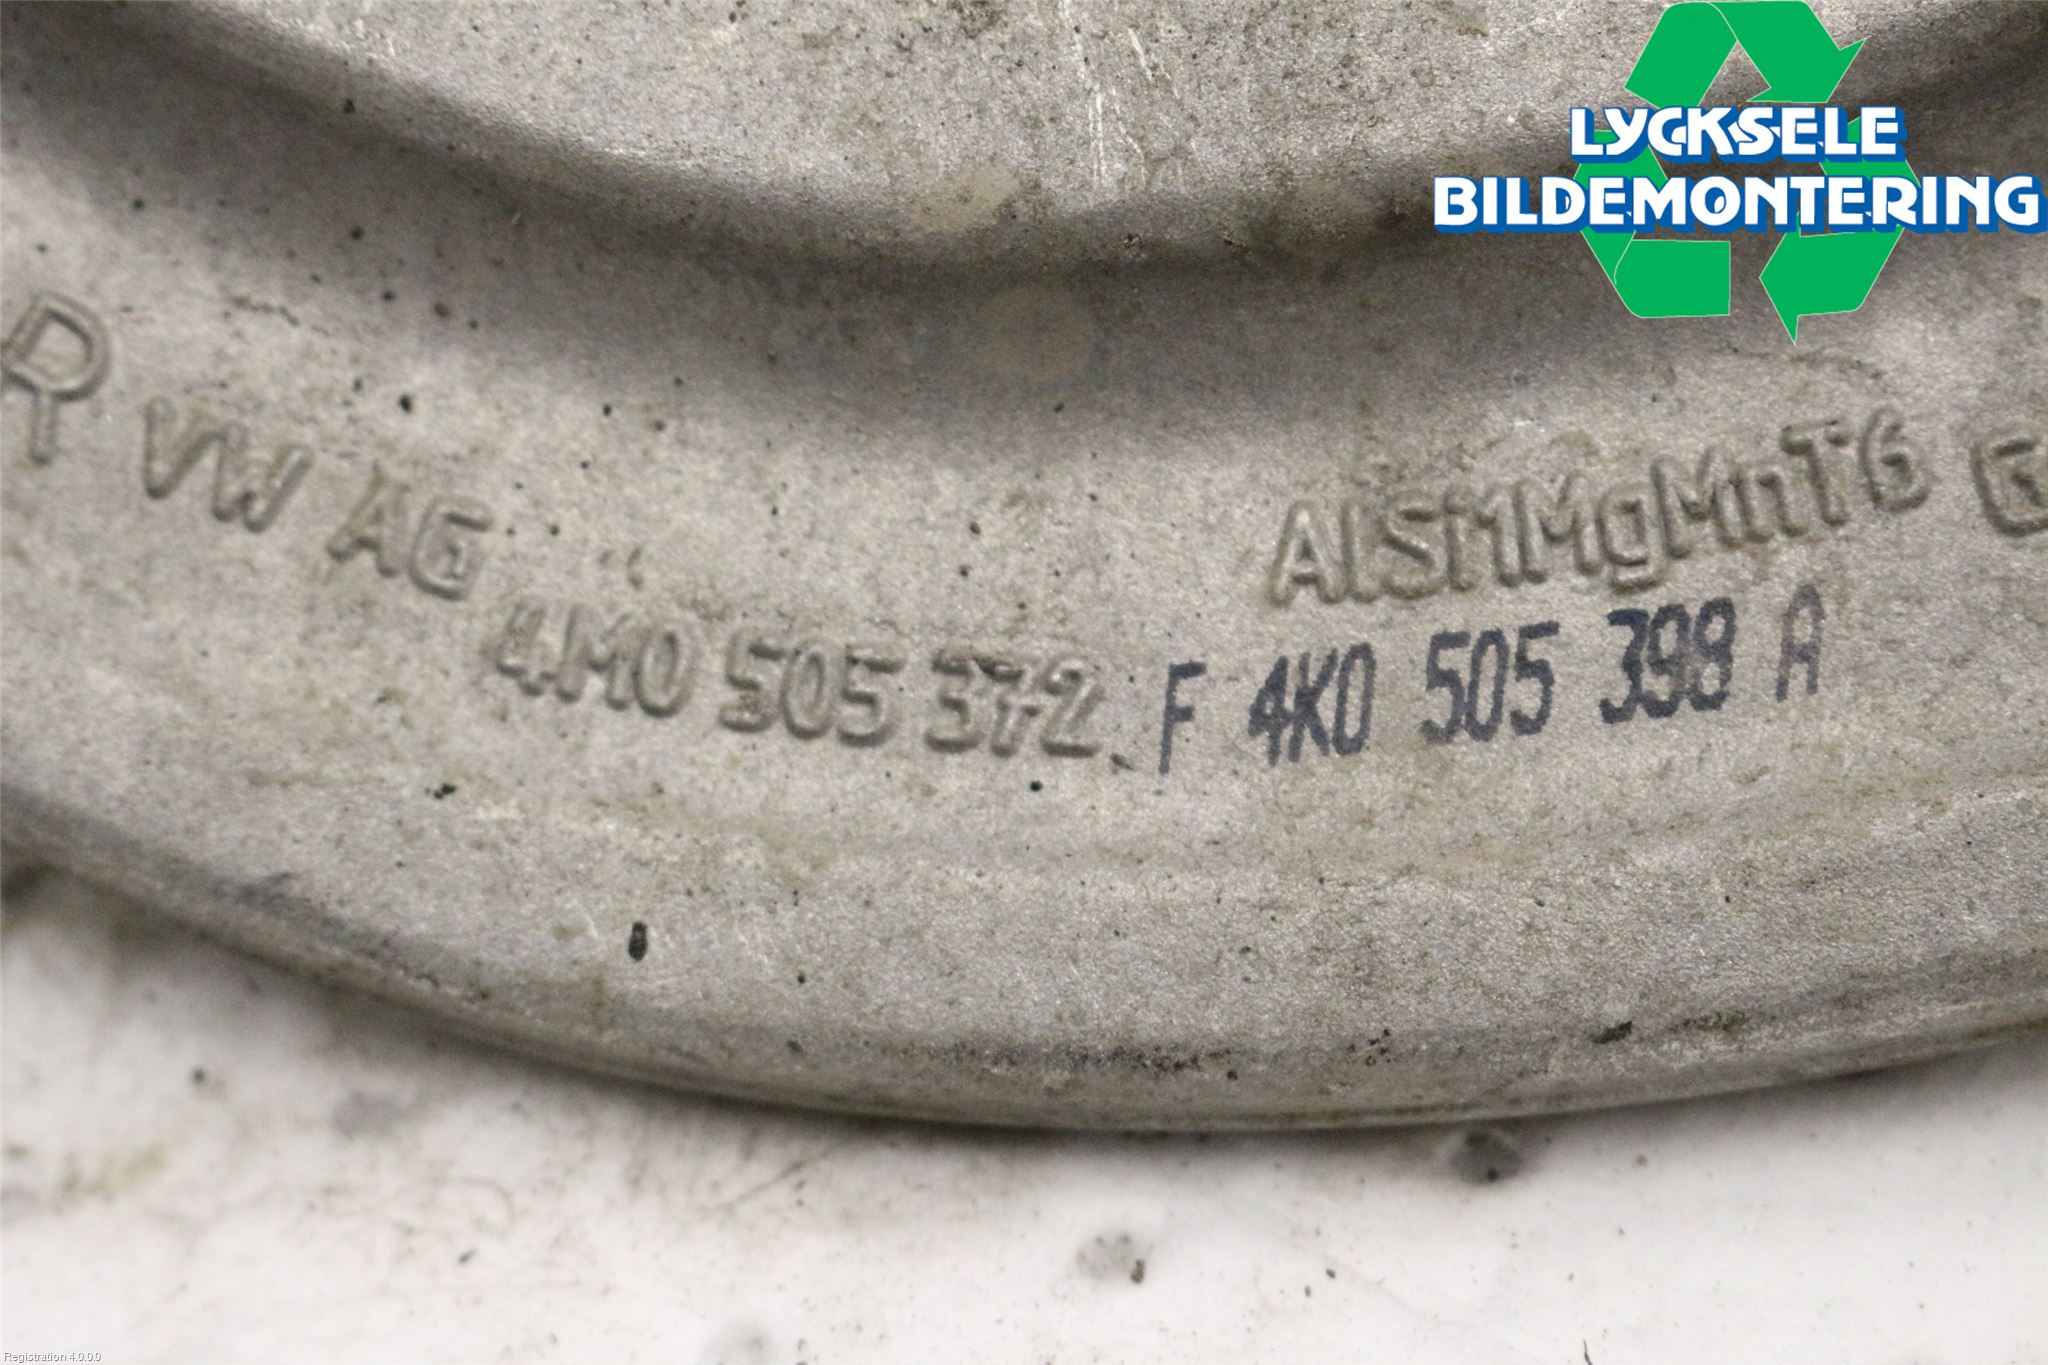 LYCKSELE
BILDEMONTERING
VW AG
AlSi1MgMnT6 G
4M0 505 372 F 4K0 505 398 A
Registration 4.0.0.0